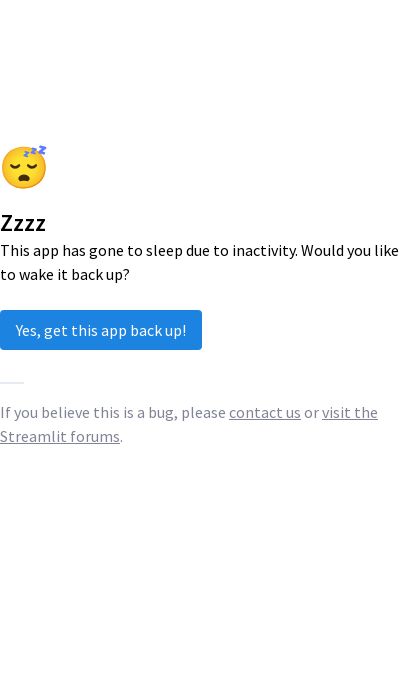 Zzzz
This app has gone to sleep due to inactivity. Would you like
to wake it back up?
Yes, get this app back up!
If you believe this is a bug, please contact us or visit the
Streamlit forums.